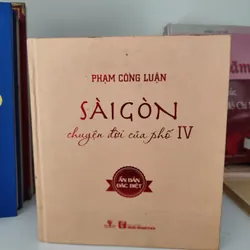 PHẠM CÔNG LUẬN
SÀIGÒN
chuyện đời của phố IV
ẤN BẢN
ĐẶC BIỆT